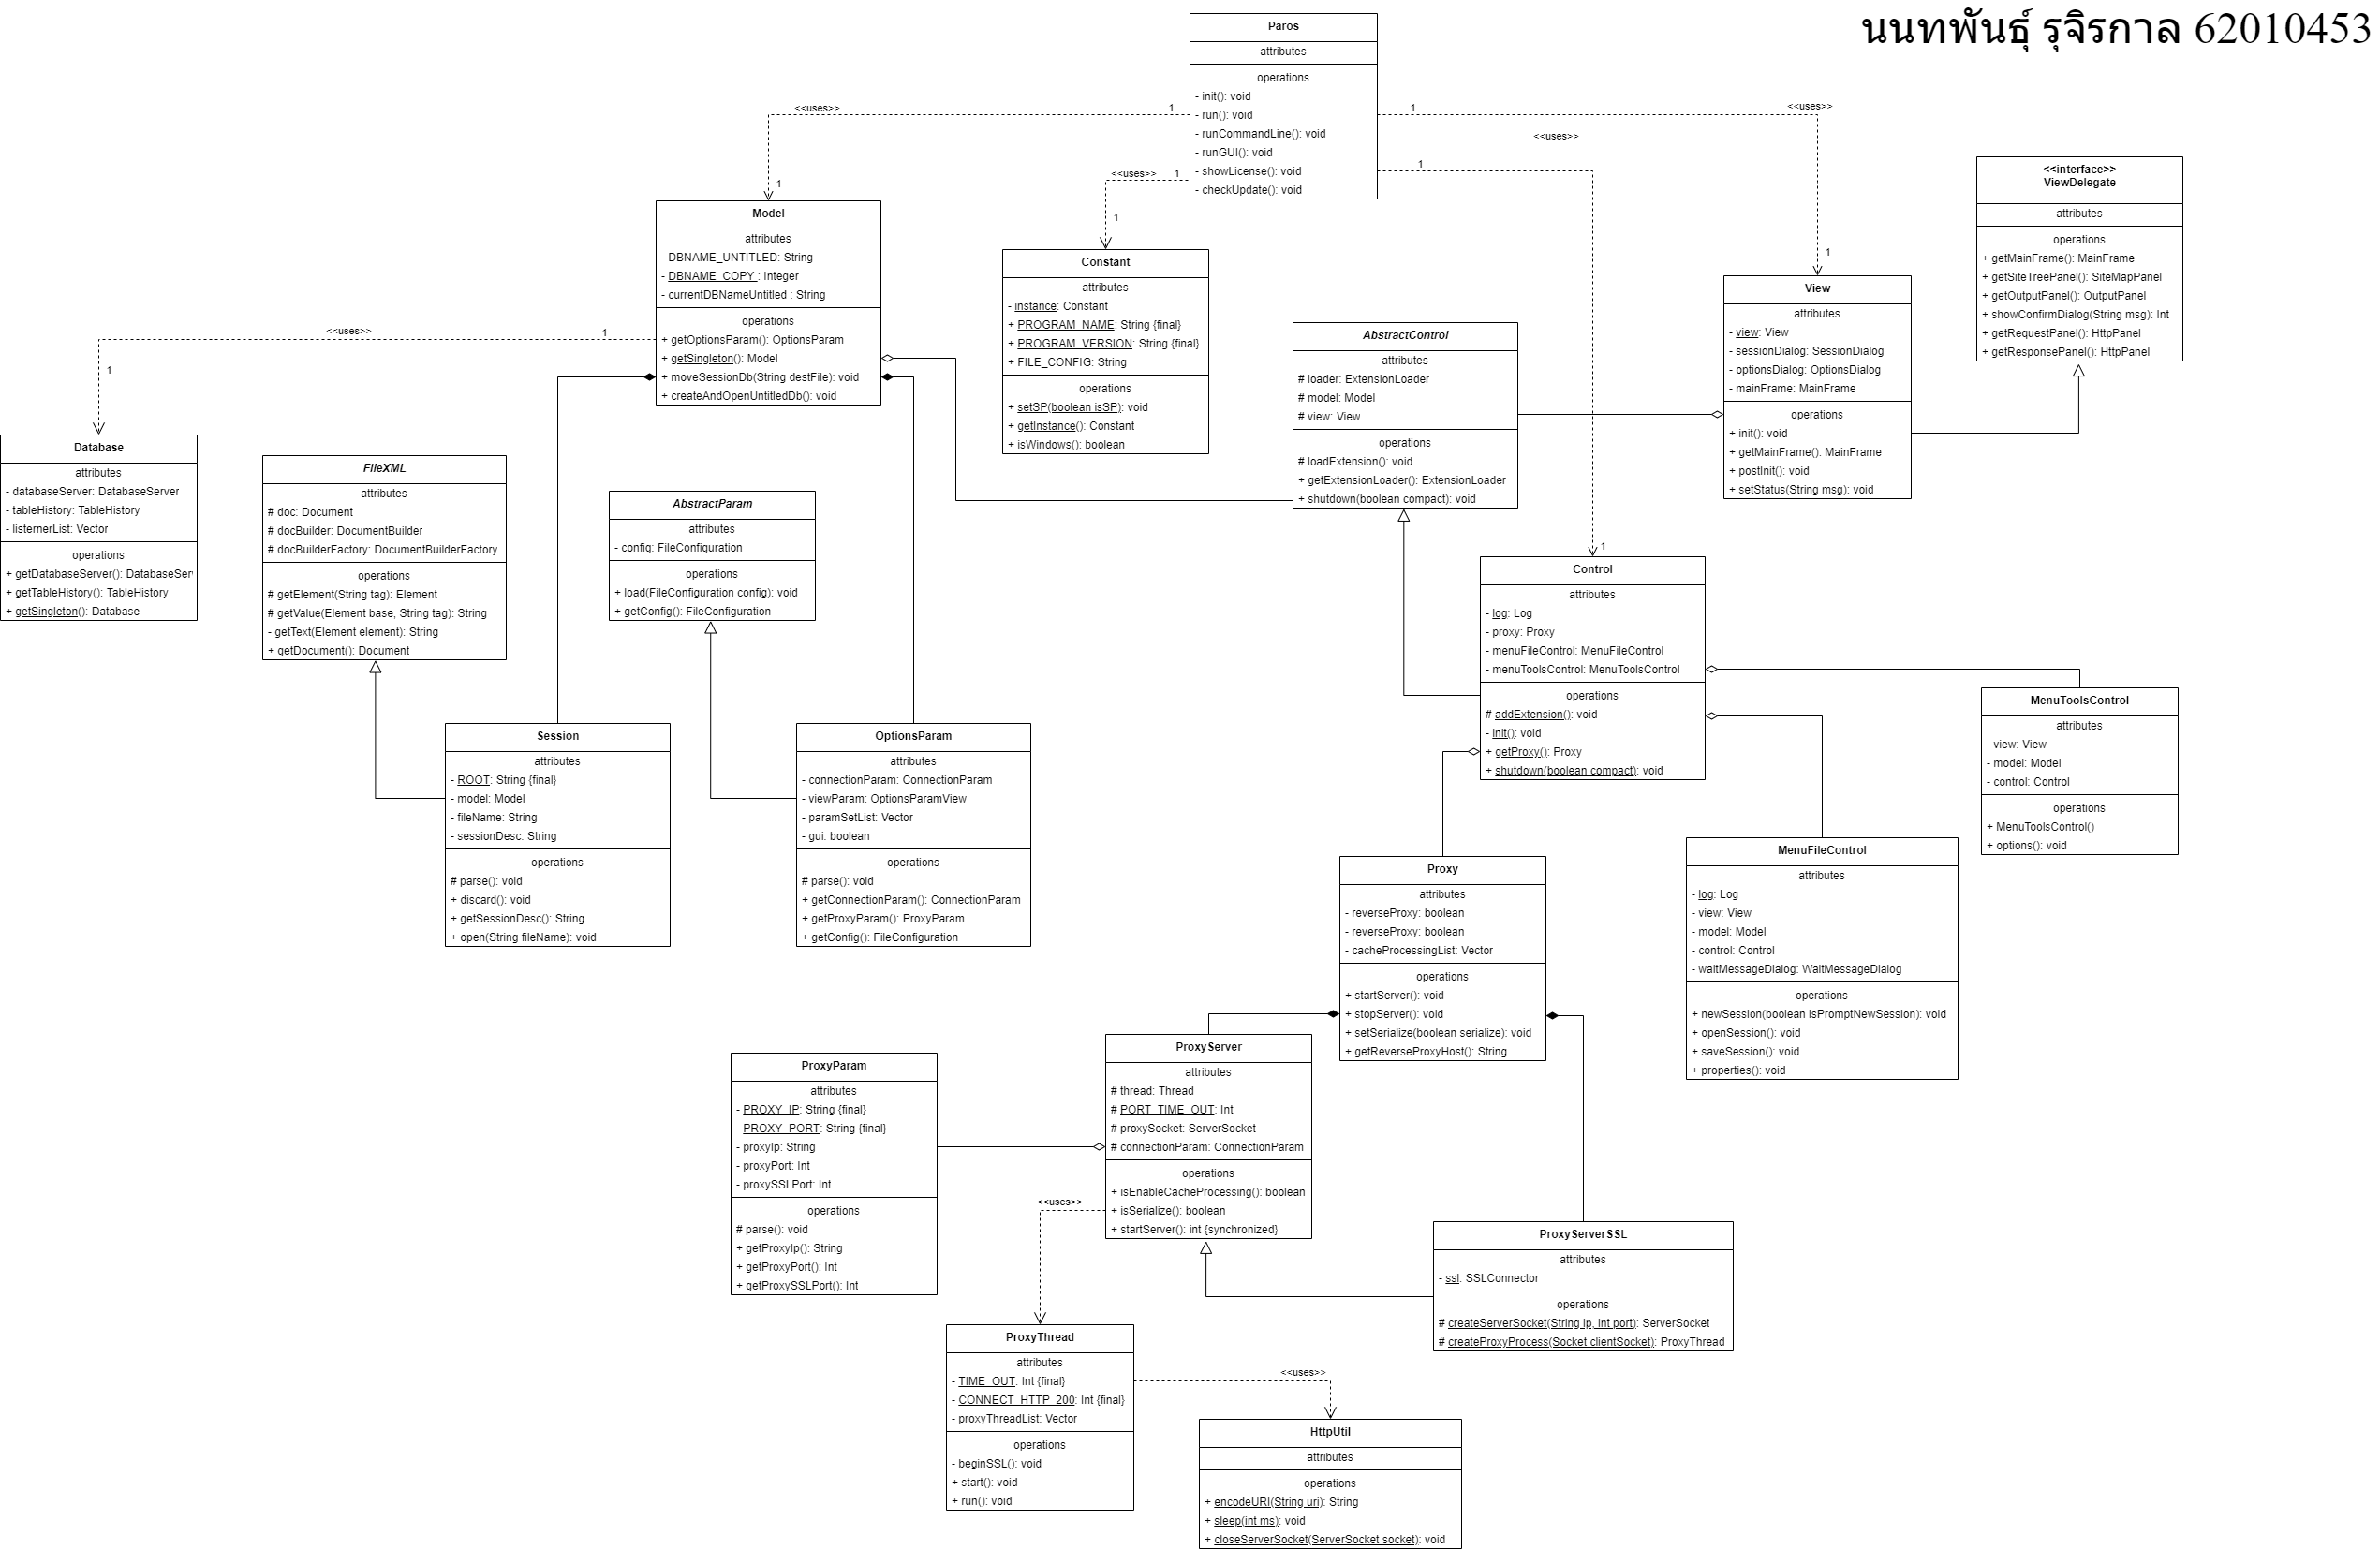 นนทพันธุ์ รุจิรกาล 62010453
Paros
attributes
operations
- init(): void
- run(): void
- runCommandLine(): void
- runGUI(): void
- showLicense(): void
- checkUpdate(): void
<<uses>>
1
1
<<uses>>
1
1
1
<<uses>>
1
1
<<uses>>
1
1
<<interface>>
ViewDelegate
attributes
operations
+ getMainFrame(): MainFrame
+ getSiteTreePanel(): SiteMapPanel
+ getOutputPanel(): OutputPanel
+ showConfirmDialog(String msg): Int
+ getRequestPanel(): HttpPanel
+ getResponsePanel(): HttpPanel
Model
attributes
- DBNAME_UNTITLED: String
- DBNAME_COPY : Integer
- currentDBNameUntitled : String
operations
+ getOptionsParam(): OptionsParam
+ getSingleton(): Model
+ moveSessionDb(String destFile): void
+ createAndOpenUntitledDb(): void
Constant
attributes
- instance: Constant
+ PROGRAM_NAME: String {final}
+ PROGRAM_VERSION: String {final}
+ FILE_CONFIG: String
operations
+ setSP(boolean isSP): void
+ getInstance(): Constant
+ isWindows(): boolean
View
attributes
- view: View
- sessionDialog: SessionDialog
- optionsDialog: OptionsDialog
- mainFrame: MainFrame
operations
+ init(): void
+ getMainFrame(): MainFrame
+ postInit(): void
+ setStatus(String msg): void
AbstractControl
attributes
# loader: ExtensionLoader
# model: Model
# view: View
operations
# loadExtension(): void
+ getExtensionLoader(): ExtensionLoader
+ shutdown(boolean compact): void
<<uses>>
1
1
Database
attributes
- databaseServer: DatabaseServer
- tableHistory: TableHistory
- listernerList: Vector
operations
+ getDatabaseServer(): DatabaseSer
+ getTableHistory(): TableHistory
+ getSingleton(): Database
FileXML
attributes
# doc: Document
# docBuilder: DocumentBuilder
# docBuilderFactory: DocumentBuilderFactory
operations
# getElement(String tag): Element
# getValue(Element base, String tag): String
- getText(Element element): String
+ getDocument(): Document
AbstractParam
attributes
- config: FileConfiguration
operations
+ load(FileConfiguration config): void
+ getConfig(): FileConfiguration
Control
attributes
- log: Log
- proxy: Proxy
- menuFileControl: MenuFileControl
- menuToolsControl: MenuToolsControl
operations
# addExtension(): void
- init(): void
+ getProxy(): Proxy
+ shutdown(boolean compact): void
MenuToolsControl
attributes
- view: View
- model: Model
- control: Control
operations
+ MenuToolsControl()
+ options(): void
Session
attributes
- ROOT: String {final}
- model: Model
- fileName: String
- sessionDesc: String
operations
# parse(): void
+ discard(): void
+ getSessionDesc(): String
+ open(String fileName): void
OptionsParam
attributes
- connectionParam: ConnectionParam
- viewParam: OptionsParamView
- paramSetList: Vector
- gui: boolean
operations
# parse(): void
+ getConnectionParam(): ConnectionParam
+ getProxyParam(): ProxyParam
+ getConfig(): FileConfiguration
MenuFileControl
attributes
- log: Log
- view: View
- model: Model
- control: Control
- waitMessageDialog: WaitMessageDialog
operations
+ newSession(boolean isPromptNewSession): void
+ openSession(): void
+ saveSession(): void
+ properties(): void
Proxy
attributes
- reverseProxy: boolean
- reverseProxy: boolean
- cacheProcessingList: Vector
operations
+ startServer(): void
+ stopServer(): void
+ setSerialize(boolean serialize): void
+ getReverseProxyHost(): String
ProxyServer
attributes
# thread: Thread
# PORT_TIME_OUT: Int
# proxySocket: ServerSocket
# connectionParam: ConnectionParam
operations
+ isEnableCacheProcessing(): boolean
+ isSerialize(): boolean
+ startServer(): int {synchronized}
ProxyParam
attributes
- PROXY_IP: String {final}
- PROXY_PORT: String {final}
- proxyIp: String
- proxyPort: Int
- proxySSLPort: Int
operations
# parse(): void
+ getProxyIp(): String
+ getProxyPort(): Int
+ getProxySSLPort(): Int
<<uses>>
ProxyServerSSL
attributes
- ssl: SSLConnector
operations
# createServerSocket(String ip, int port): ServerSocket
# createProxyProcess(Socket clientSocket): ProxyThread
ProxyThread
attributes
- TIME_OUT: Int {final}
- CONNECT_HTTP_200: Int {final}
- proxyThreadList: Vector
operations
- beginSSL(): void
+ start(): void
+ run(): void
<<uses>>
HttpUtil
attributes
operations
+ encodeURI(String uri): String
+ sleep(int ms): void
+ closeServerSocket(ServerSocket socket): void